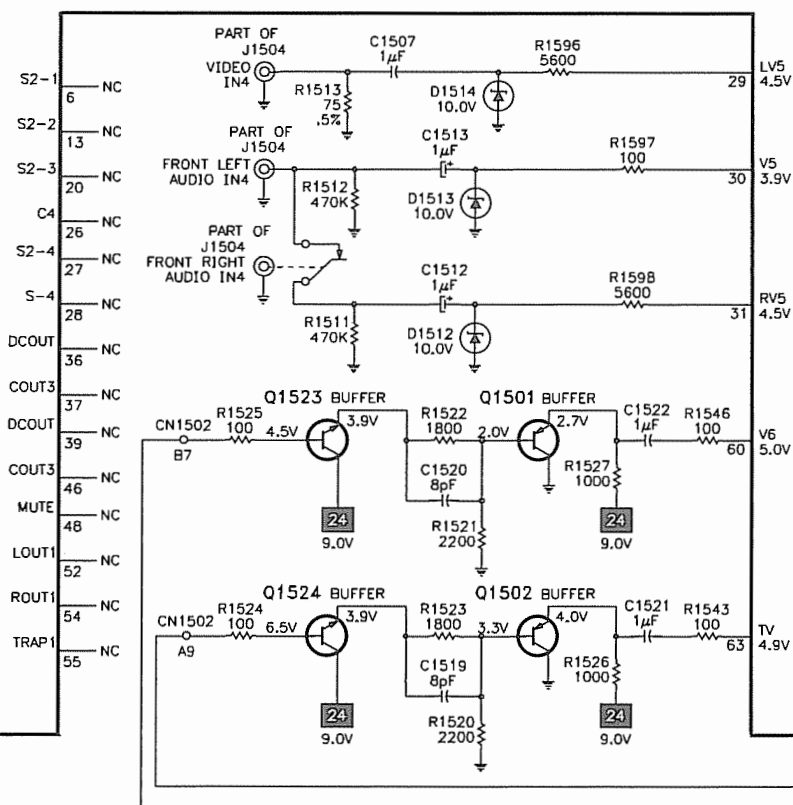 S2-1
6
NC
S2-2
13
NC
S2-3
20
NC
C4
26
NC
S2-4
27
NC
S-4
28
NC
DCOUT
36
NC
COUT3
37
NC
DCOUT
39
NC
COUT3
46
NC
MUTE
48
NC
LOUT1
52
NC
ROUT1
54
NC
TRAP1
55
NC
PART OF
J1504
VIDEO
IN4
R1513
75
.5%
C1507
1µF
D1514
10.0V
R1596
5600
29
LV5
4.5V
PART OF
J1504
FRONT LEFT
AUDIO IN4
R1512
470K
C1513
1µF
+
D1513
10.0V
R1597
100
30
V5
3.9V
PART OF
J1504
FRONT RIGHT
AUDIO IN4
R1511
470K
C1512
1µF
+
D1512
10.0V
R1598
5600
31
RV5
4.5V
CN1502
B7
R1525
100
4.5V
Q1523 BUFFER
3.9V
24
9.0V
R1522
1800
C1520
8pF
R1521
2200
2.0V
Q1501 BUFFER
2.7V
R1527
1000
24
9.0V
C1522
1µF
R1546
100
60
V6
5.0V
CN1502
A9
R1524
100
6.5V
Q1524 BUFFER
3.9V
24
9.0V
R1523
1800
C1519
8pF
R1520
2200
3.3V
Q1502 BUFFER
4.0V
R1526
1000
24
9.0V
C1521
1µF
R1543
100
63
TV
4.9V